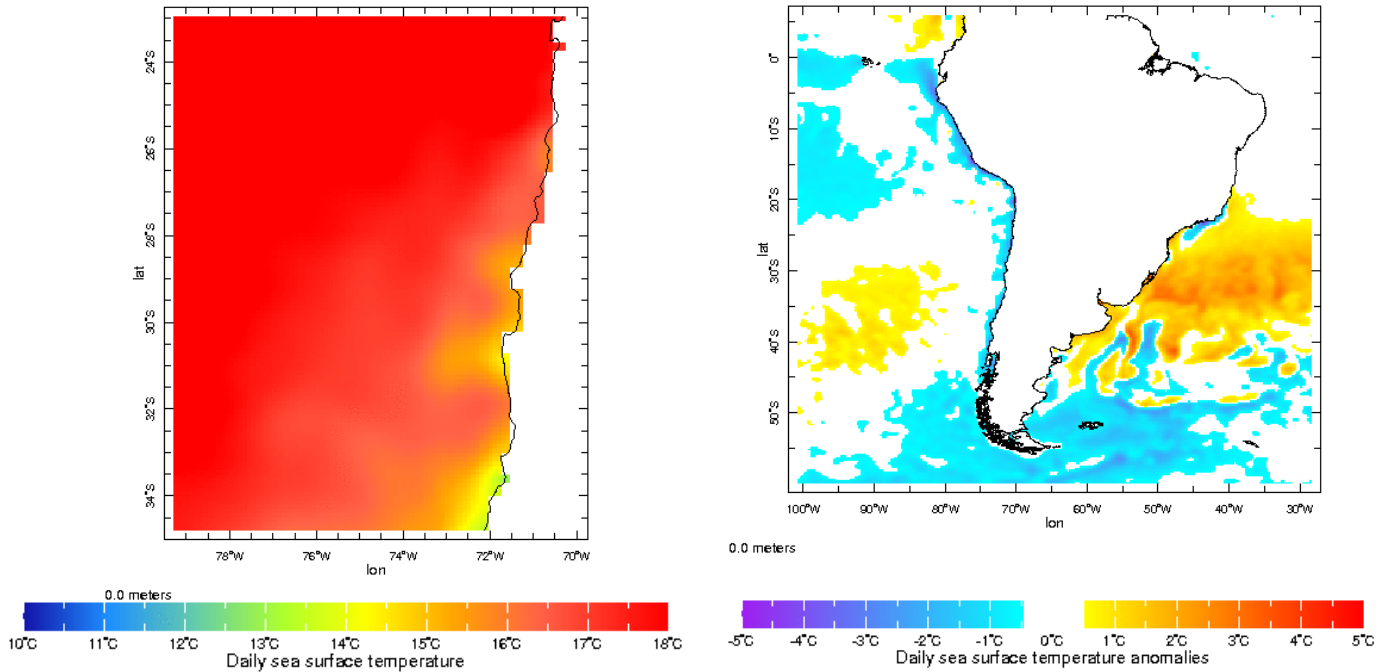 24°S
26°S
28°S
30°S
32°S
34°S
lat
78°W 76°W 74°W 72°W 70°W
lon
0.0 meters
10°C 11°C 12°C 13°C 14°C 15°C 16°C 17°C 18°C
Daily sea surface temperature
0°
10°S
20°S
30°S
40°S
50°S
lat
100°W 90°W 80°W 70°W 60°W 50°W 40°W 30°W
lon
0.0 meters
-5°C -4°C -3°C -2°C -1°C 0°C 1°C 2°C 3°C 4°C 5°C
Daily sea surface temperature anomalies